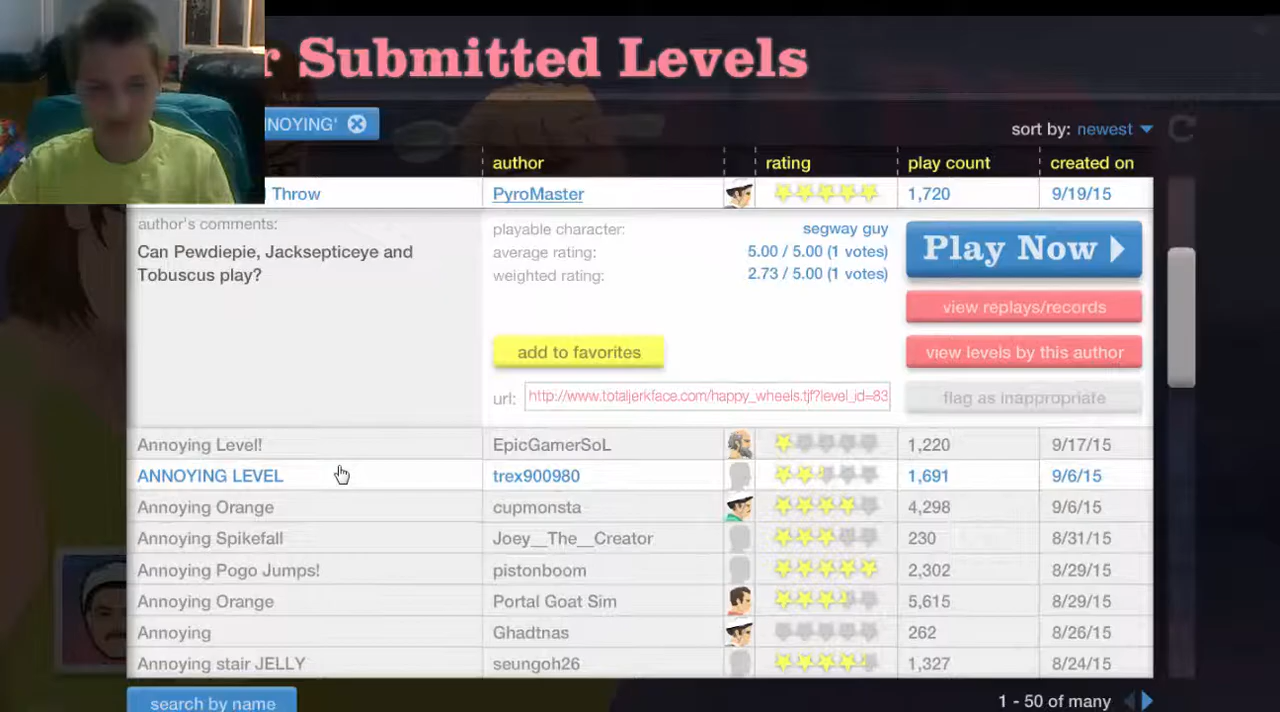 r Submitted Levels
NNOYING'
sort by: newest
author rating play count created on
Throw PyroMaster 1,720 9/19/15
author's comments:
Can Pewdiepie, Jacksepticeye and
Tobuscus play?
playable character: segway guy
average rating: 5.00 / 5.00 (1 votes)
weighted rating: 2.73 / 5.00 (1 votes)
Play Now
view replays/records
add to favorites
view levels by this author
url: http://www.totaljerkface.com/happy_wheels.tjf?level_id=83
flag as inappropriate
Annoying Level! EpicGamerSoL 1,220 9/17/15
ANNOYING LEVEL trex900980 1,691 9/6/15
Annoying Orange cupmonsta 4,298 9/6/15
Annoying Spikefall Joey__The__Creator 230 8/31/15
Annoying Pogo Jumps! pistonboom 2,302 8/29/15
Annoying Orange Portal Goat Sim 5,615 8/29/15
Annoying Ghadtnas 262 8/26/15
Annoying stair JELLY seungoh26 1,327 8/24/15
search by name
1 - 50 of many